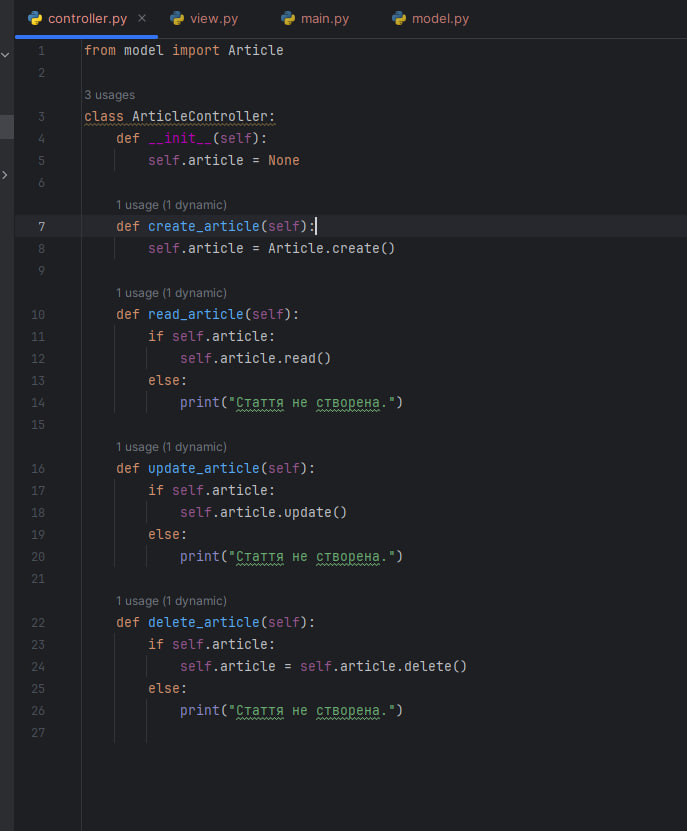 controller.py × view.py main.py model.py
1 from model import Article
2
3 usages
3 class ArticleController:
4 def __init__(self):
5 self.article = None
6
1 usage (1 dynamic)
7 def create_article(self):
8 self.article = Article.create()
9
1 usage (1 dynamic)
10 def read_article(self):
11 if self.article:
12 self.article.read()
13 else:
14 print("Стаття не створена.")
15
1 usage (1 dynamic)
16 def update_article(self):
17 if self.article:
18 self.article.update()
19 else:
20 print("Стаття не створена.")
21
1 usage (1 dynamic)
22 def delete_article(self):
23 if self.article:
24 self.article = self.article.delete()
25 else:
26 print("Стаття не створена.")
27